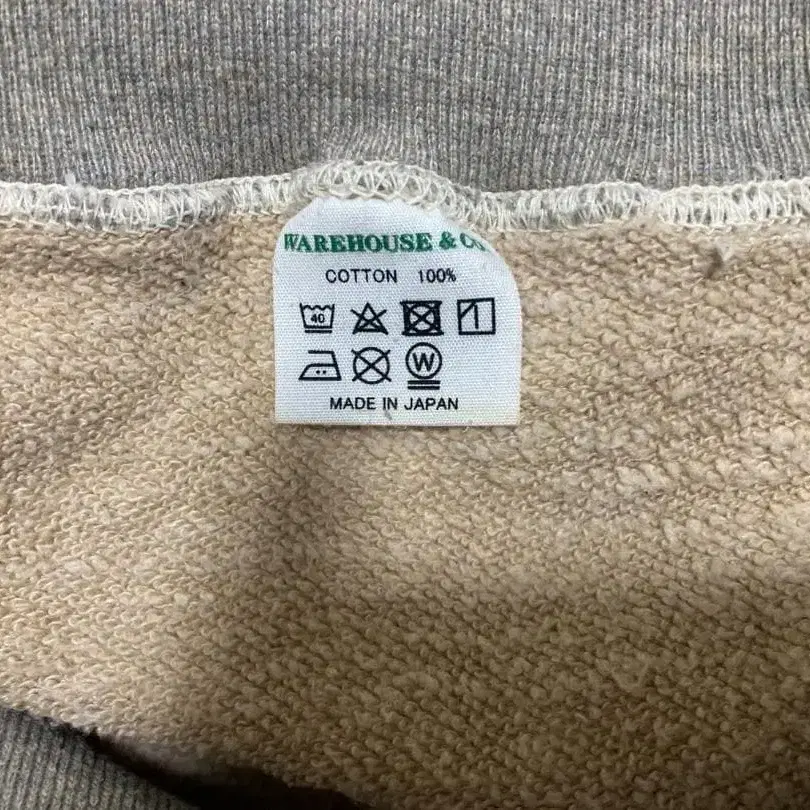 WAREHOUSE & CO
COTTON 100%
40
W
MADE IN JAPAN